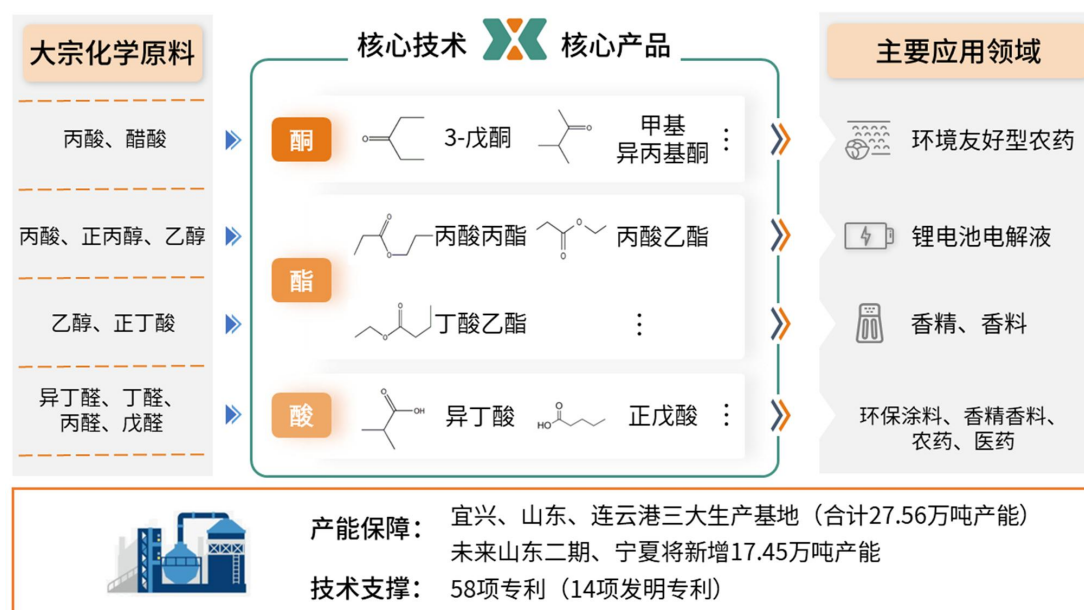 大宗化学原料
核心技术
核心产品
主要应用领域
丙酸、醋酸
酮
O
3-戊酮
O
甲基
异丙基酮
环境友好型农药
丙酸、正丙醇、乙醇
酯
O
O
丙酸丙酯
O
O
丙酸乙酯
锂电池电解液
乙醇、正丁酸
O
O
丁酸乙酯
香精、香料
异丁醛、丁醛、
丙醛、戊醛
酸
O
OH
异丁酸
O
HO
正戊酸
环保涂料、香精香料、
农药、医药
产能保障：
宜兴、山东、连云港三大生产基地（合计27.56万吨产能）
未来山东二期、宁夏将新增17.45万吨产能
技术支撑：
58项专利（14项发明专利）